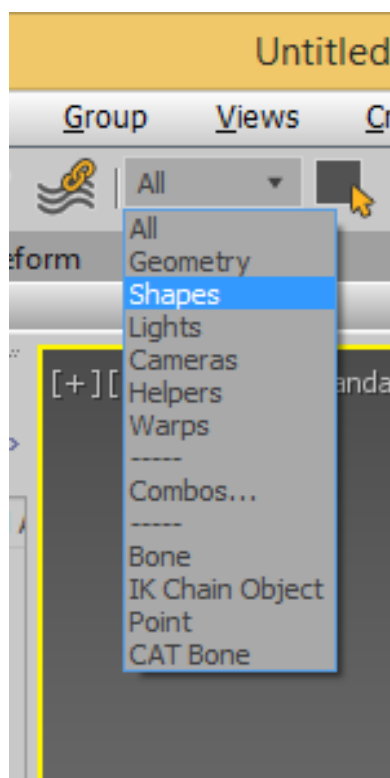 Untitled
Group Views Cr
All
eform
All
Geometry
Shapes
Lights
Cameras
Helpers
Warps
-----
Combos...
-----
Bone
IK Chain Object
Point
CAT Bone
[+][
anda